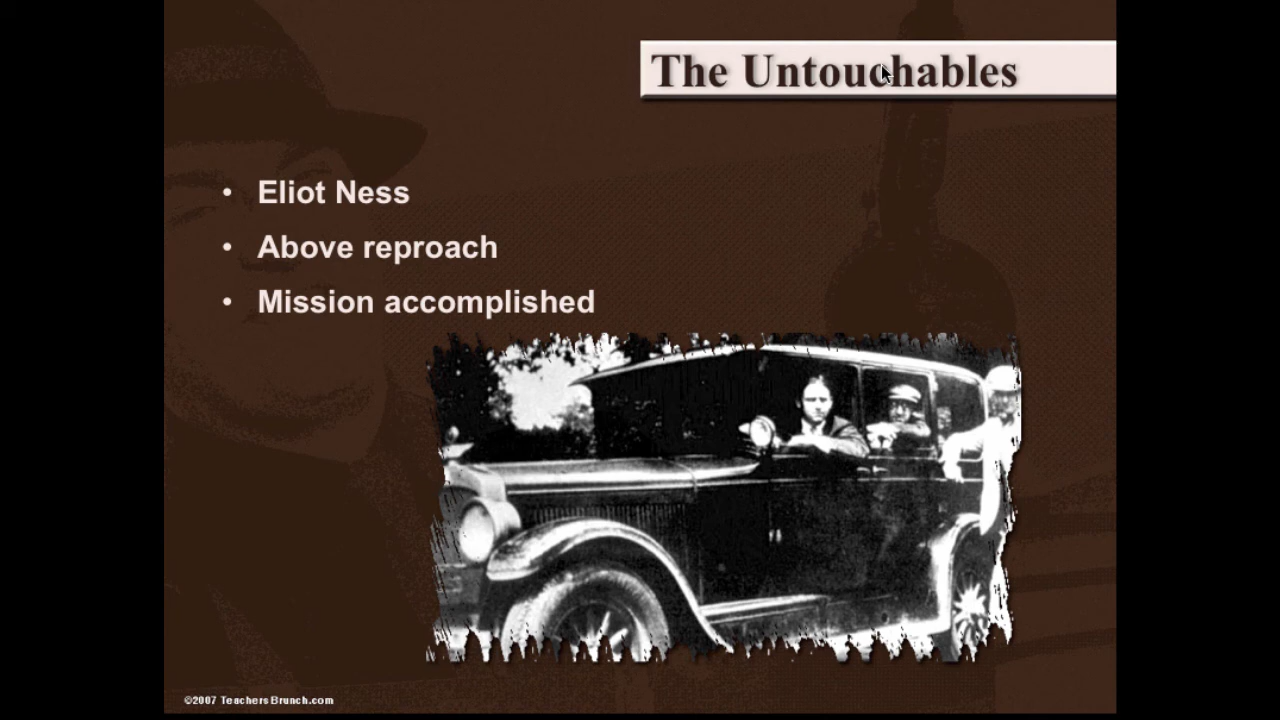 The Untouchables
• Eliot Ness
• Above reproach
• Mission accomplished
©2007 TeachersBrunch.com